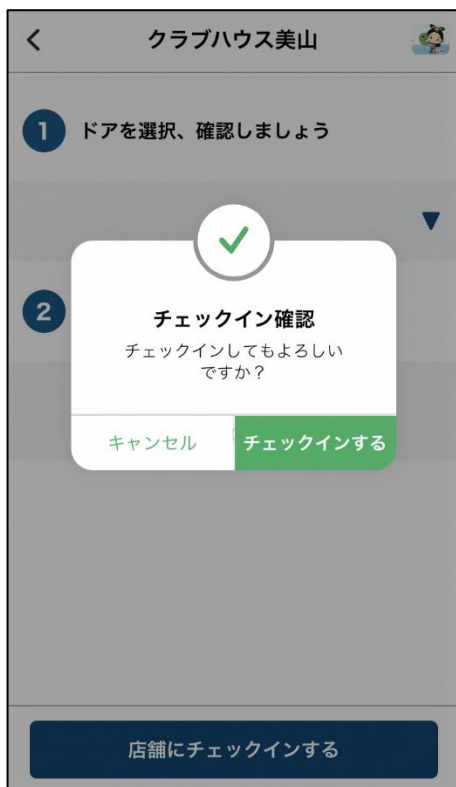 クラブハウス美山
1 ドアを選択、確認しましょう
2
チェックイン確認
チェックインしてもよろしい
ですか？
キャンセル チェックインする
店舗にチェックインする